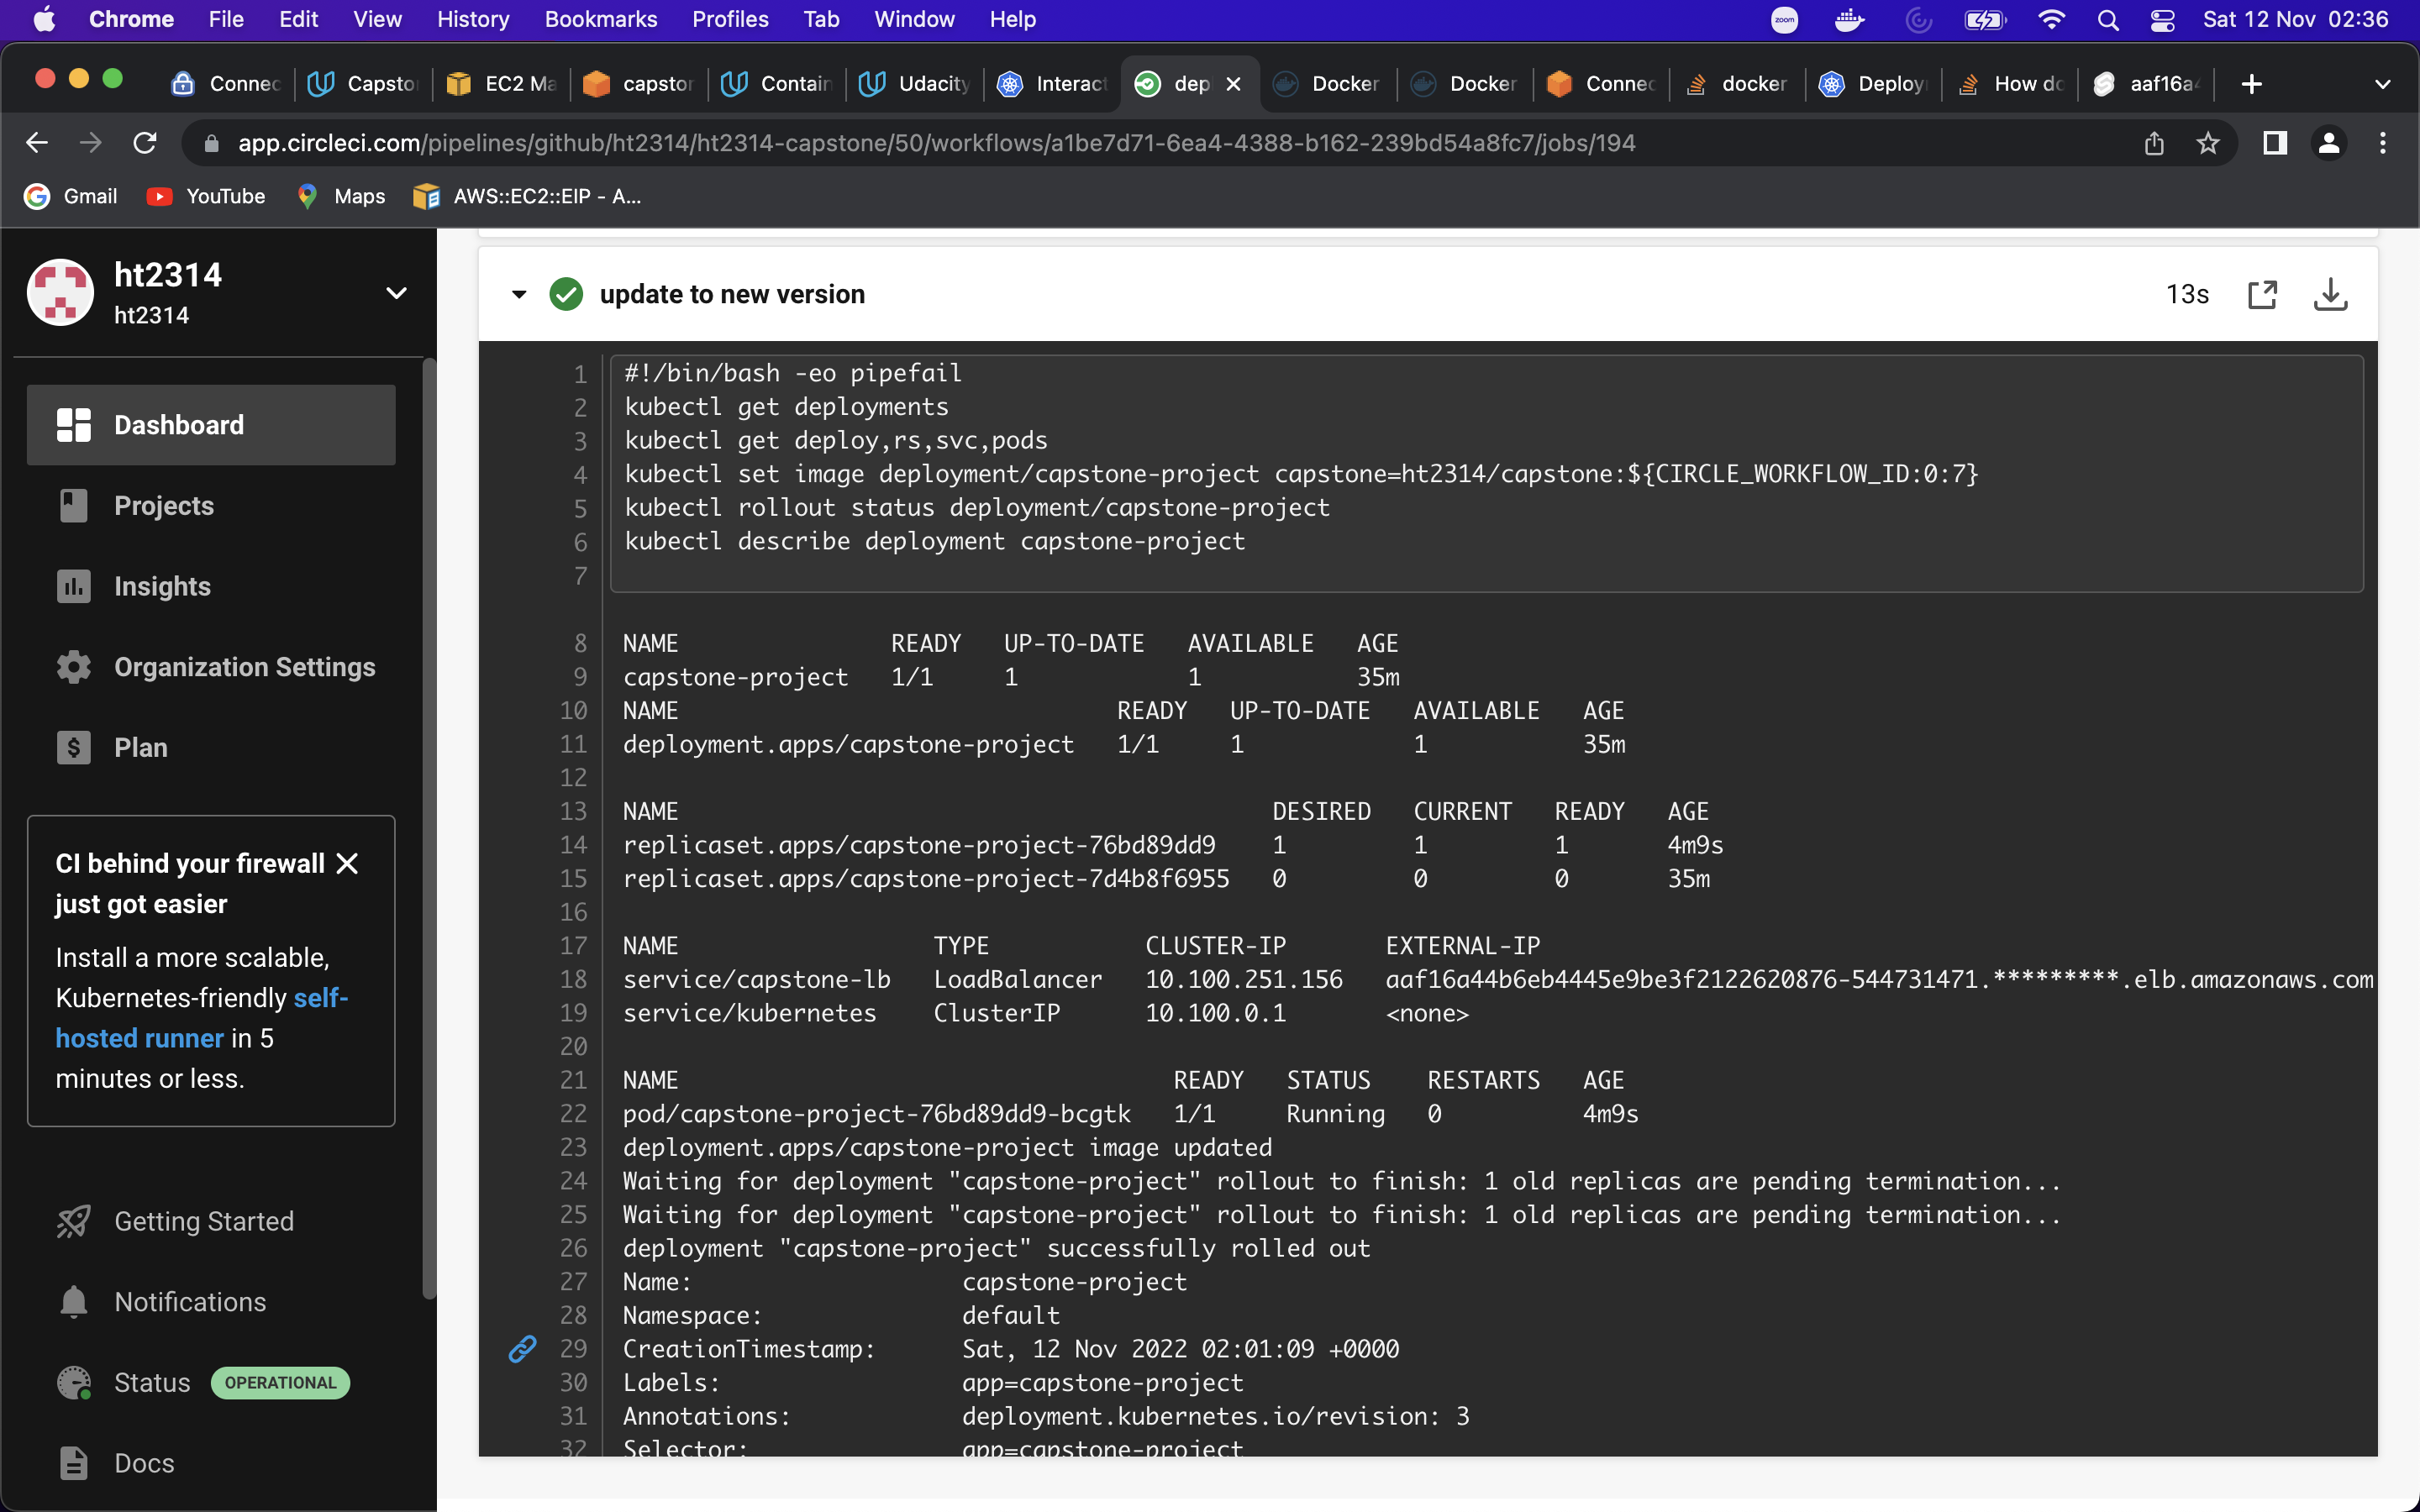 Chrome File Edit View History Bookmarks Profiles Tab Window Help zoom Sat 12 Nov 02:36
Connec Capsto EC2 Ma capstor Contain Udacity Interact dep Docker Docker Connec docker Deploy How do aaf16a4
app.circleci.com/pipelines/github/ht2314/ht2314-capstone/50/workflows/a1be7d71-6ea4-4388-b162-239bd54a8fc7/jobs/194
Gmail YouTube Maps AWS::EC2::EIP - A...
ht2314
ht2314
Dashboard
Projects
Insights
Organization Settings
Plan
CI behind your firewall
just got easier
Install a more scalable,
Kubernetes-friendly self-
hosted runner in 5
minutes or less.
Getting Started
Notifications
Status OPERATIONAL
Docs
update to new version 13s
1 #!/bin/bash -eo pipefail
2 kubectl get deployments
3 kubectl get deploy,rs,svc,pods
4 kubectl set image deployment/capstone-project capstone=ht2314/capstone:${CIRCLE_WORKFLOW_ID:0:7}
5 kubectl rollout status deployment/capstone-project
6 kubectl describe deployment capstone-project
7
8 NAME READY UP-TO-DATE AVAILABLE AGE
9 capstone-project 1/1 1 1 35m
10 NAME READY UP-TO-DATE AVAILABLE AGE
11 deployment.apps/capstone-project 1/1 1 1 35m
12
13 NAME DESIRED CURRENT READY AGE
14 replicaset.apps/capstone-project-76bd89dd9 1 1 1 4m9s
15 replicaset.apps/capstone-project-7d4b8f6955 0 0 0 35m
16
17 NAME TYPE CLUSTER-IP EXTERNAL-IP
18 service/capstone-lb LoadBalancer 10.100.251.156 aaf16a44b6eb4445e9be3f2122620876-544731471.*********.elb.amazonaws.com
19 service/kubernetes ClusterIP 10.100.0.1 <none>
20
21 NAME READY STATUS RESTARTS AGE
22 pod/capstone-project-76bd89dd9-bcgtk 1/1 Running 0 4m9s
23 deployment.apps/capstone-project image updated
24 Waiting for deployment "capstone-project" rollout to finish: 1 old replicas are pending termination...
25 Waiting for deployment "capstone-project" rollout to finish: 1 old replicas are pending termination...
26 deployment "capstone-project" successfully rolled out
27 Name: capstone-project
28 Namespace: default
29 CreationTimestamp: Sat, 12 Nov 2022 02:01:09 +0000
30 Labels: app=capstone-project
31 Annotations: deployment.kubernetes.io/revision: 3
32 Selector: app=capstone-project